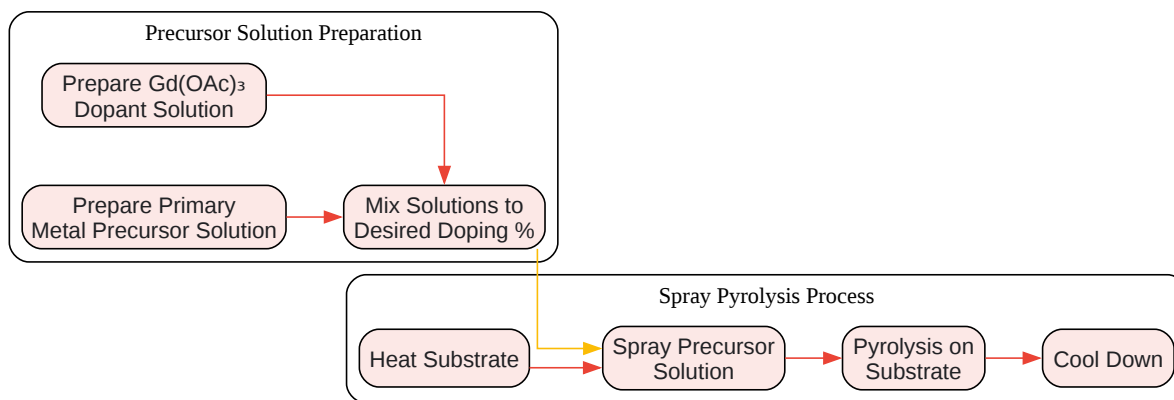 Precursor Solution Preparation
Prepare Gd(OAc)₃
Dopant Solution
Prepare Primary
Metal Precursor Solution
Mix Solutions to
Desired Doping %
Spray Pyrolysis Process
Heat Substrate
Spray Precursor
Solution
Pyrolysis on
Substrate
Cool Down